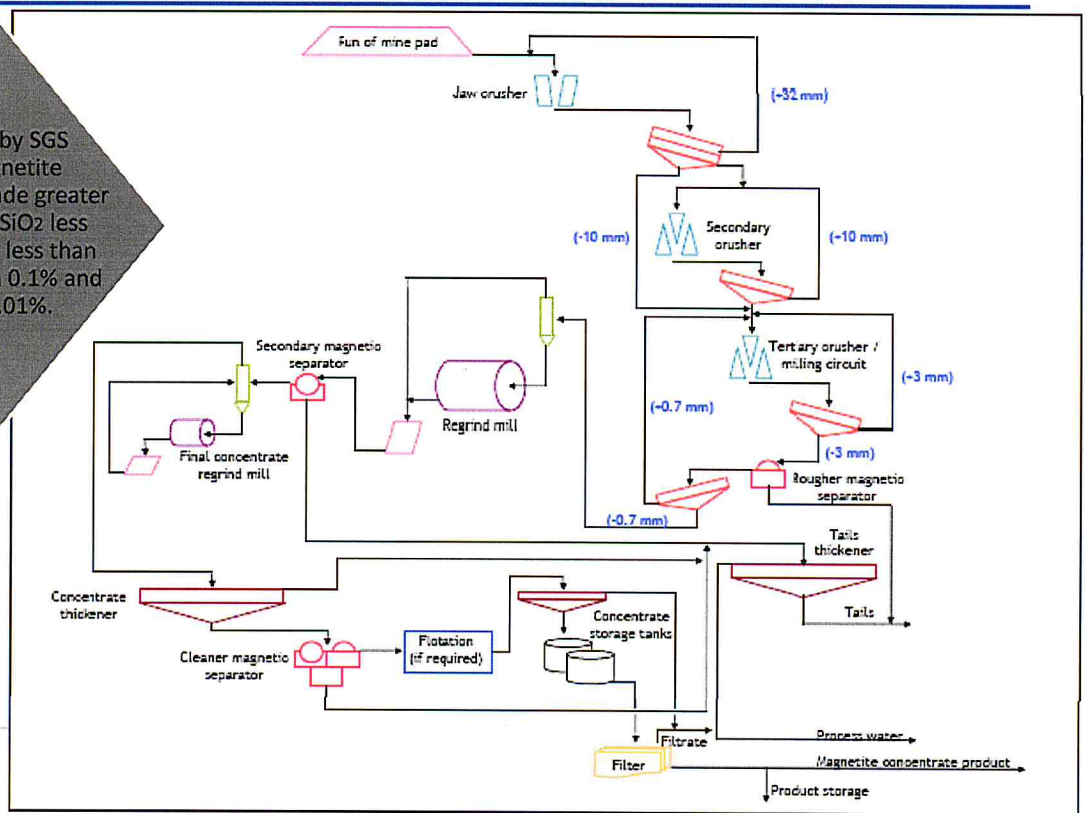 by SGS
gnetite
de greater
SiO2 less
less than
0.1% and
.01%.
Run of mine pad
Jaw crusher
(+32 mm)
(-10 mm)
Secondary
crusher
(+10 mm)
Tertiary crusher /
milling circuit
(+3 mm)
(+0.7 mm)
(-3 mm)
Rougher magnetic
separator
(-0.7 mm)
Secondary magnetic
separator
Regrind mill
Final concentrate
regrind mill
Tails
thickener
Tails
Concentrate
thickener
Cleaner magnetic
separator
Flotation
(if required)
Concentrate
storage tanks
Filtrate
Filter
Process water
Magnetite concentrate product
Product storage